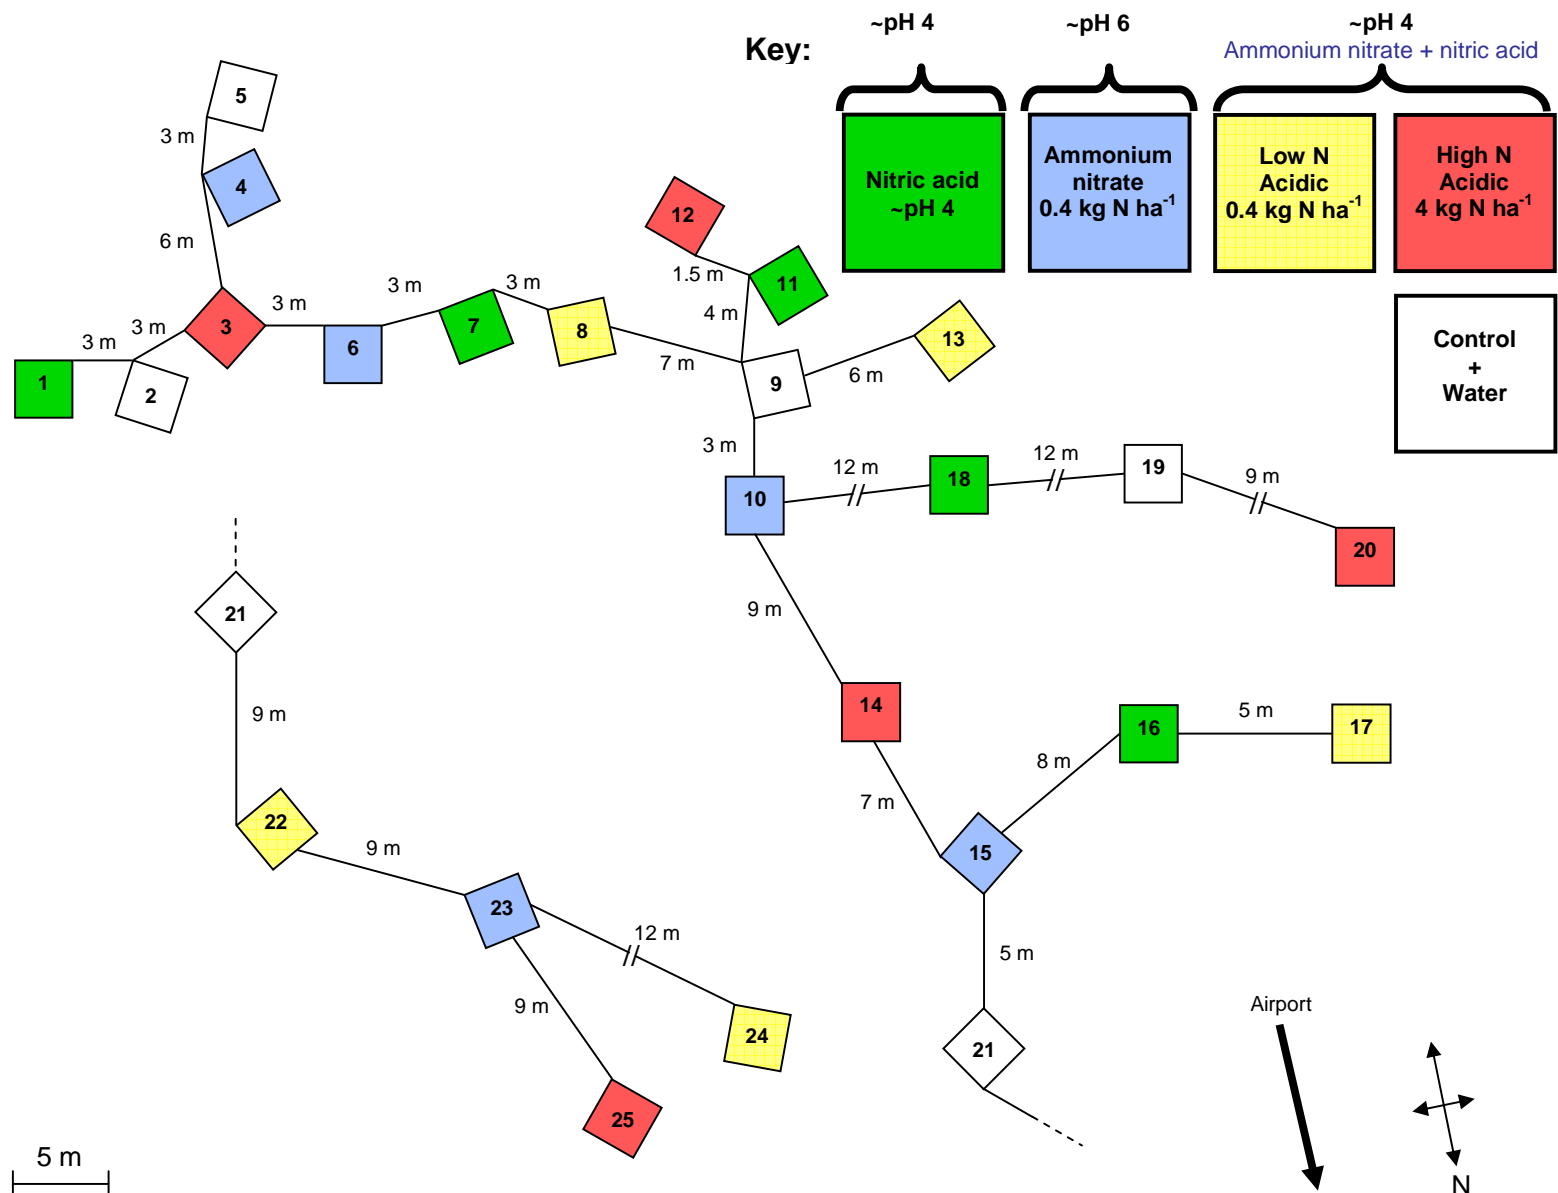 ~pH 4
~pH 6
~pH 4
Key:
Ammonium nitrate + nitric acid
Nitric acid
~pH 4
Ammonium
nitrate
0.4 kg N ha⁻¹
Low N
Acidic
0.4 kg N ha⁻¹
High N
Acidic
4 kg N ha⁻¹
Control
+
Water
5
3 m
4
6 m
12
1.5 m
11
4 m
3 m
3 m
3 m
3 m
3 m
3
6
7
8
7 m
13
6 m
1
2
9
3 m
10
12 m
18
12 m
19
9 m
20
9 m
21
9 m
14
16
5 m
17
8 m
7 m
22
9 m
15
23
12 m
5 m
9 m
24
21
25
Airport
N
5 m